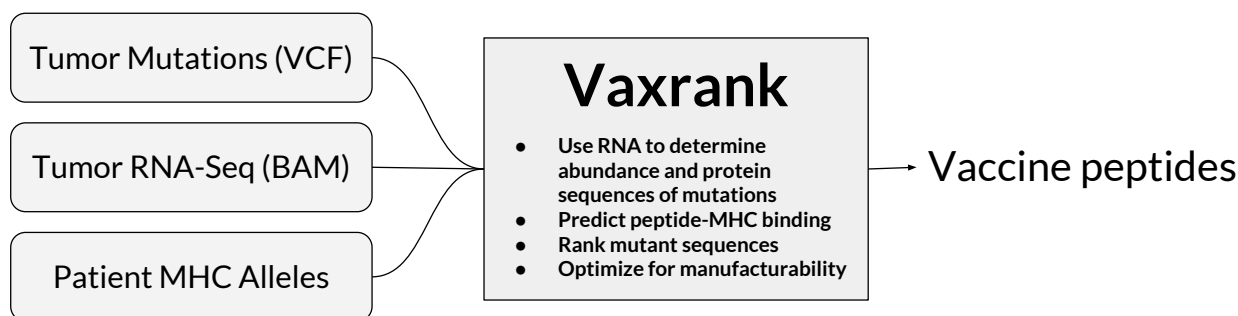 Tumor Mutations (VCF)
Tumor RNA-Seq (BAM)
Patient MHC Alleles
Vaxrank
● Use RNA to determine
abundance and protein
sequences of mutations
● Predict peptide-MHC binding
● Rank mutant sequences
● Optimize for manufacturability
Vaccine peptides